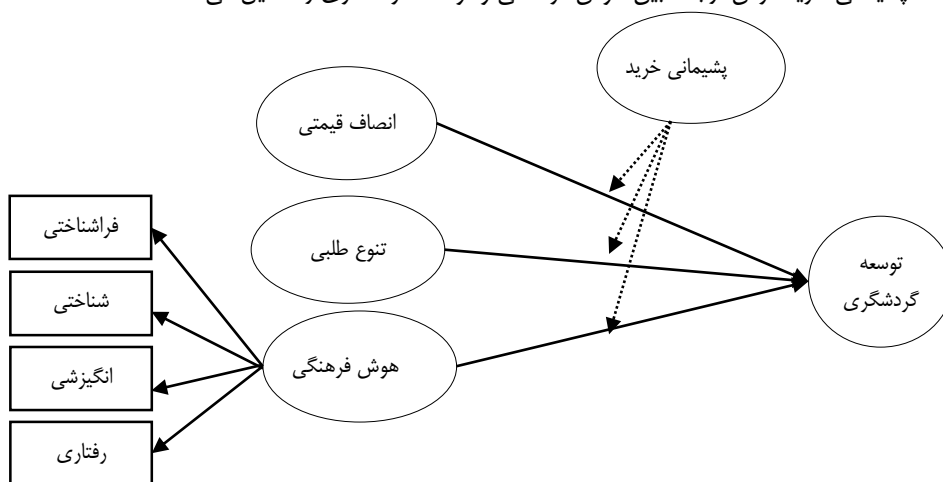 پشیمانی خرید
انصاف قیمتی
فراشناختی
تنوع طلبی
شناختی
توسعه
گردشگری
هوش فرهنگی
انگیزشی
رفتاری